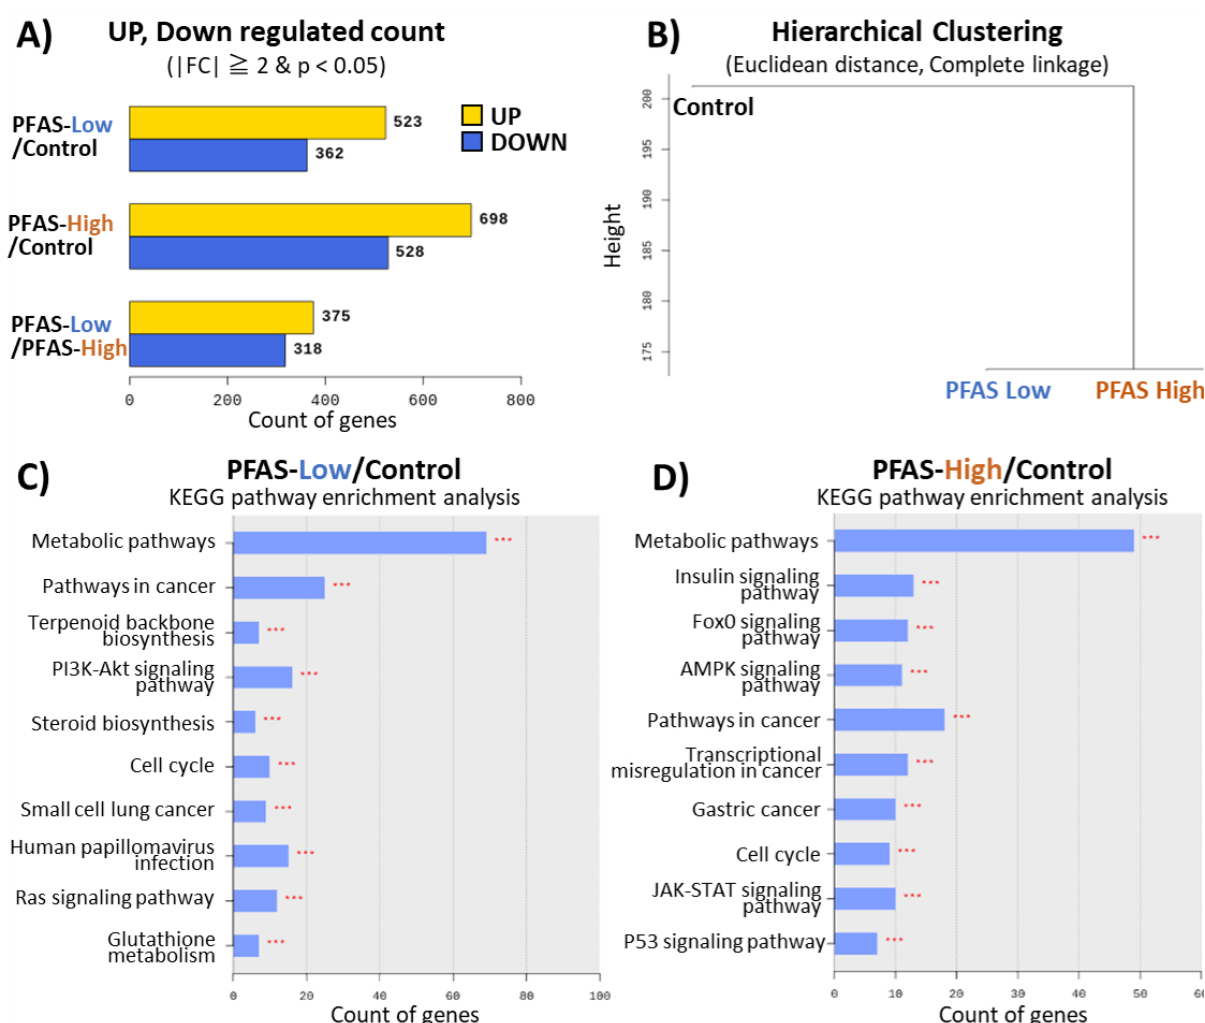 A)
UP, Down regulated count
(|FC| ≧ 2 & p < 0.05)
PFAS-Low
/Control
523
362
UP
DOWN
PFAS-High
/Control
698
528
PFAS-Low
/PFAS-High
375
318
0 200 400 600 800
Count of genes
B)
Hierarchical Clustering
(Euclidean distance, Complete linkage)
Height
200
195
190
185
180
175
Control
PFAS Low
PFAS High
C)
PFAS-Low/Control
KEGG pathway enrichment analysis
Metabolic pathways ***
Pathways in cancer ***
Terpenoid backbone
biosynthesis ***
PI3K-Akt signaling
pathway ***
Steroid biosynthesis ***
Cell cycle ***
Small cell lung cancer ***
Human papillomavirus
infection ***
Ras signaling pathway ***
Glutathione
metabolism ***
0 20 40 60 80 100
Count of genes
D)
PFAS-High/Control
KEGG pathway enrichment analysis
Metabolic pathways ***
Insulin signaling
pathway ***
Fox0 signaling
pathway ***
AMPK signaling
pathway ***
Pathways in cancer ***
Transcriptional
misregulation in cancer ***
Gastric cancer ***
Cell cycle ***
JAK-STAT signaling
pathway ***
P53 signaling pathway ***
0 10 20 30 40 50
Count of genes